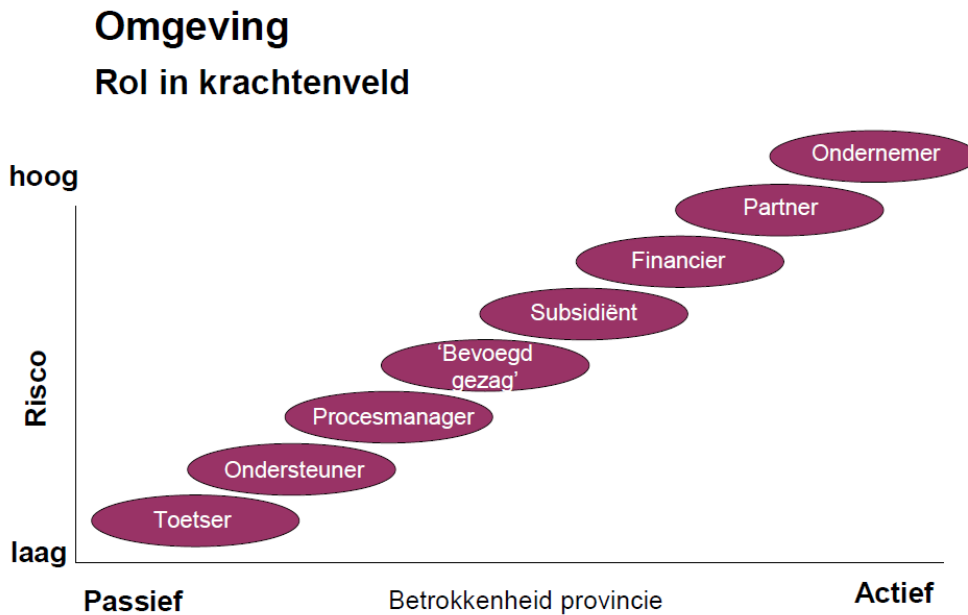 Omgeving
Rol in krachtenveld
hoog
Ondernemer
Partner
Financier
Subsidiënt
‘Bevoegd
gezag’
Procesmanager
Ondersteuner
Toetser
Risico
laag
Passief
Betrokkenheid provincie
Actief